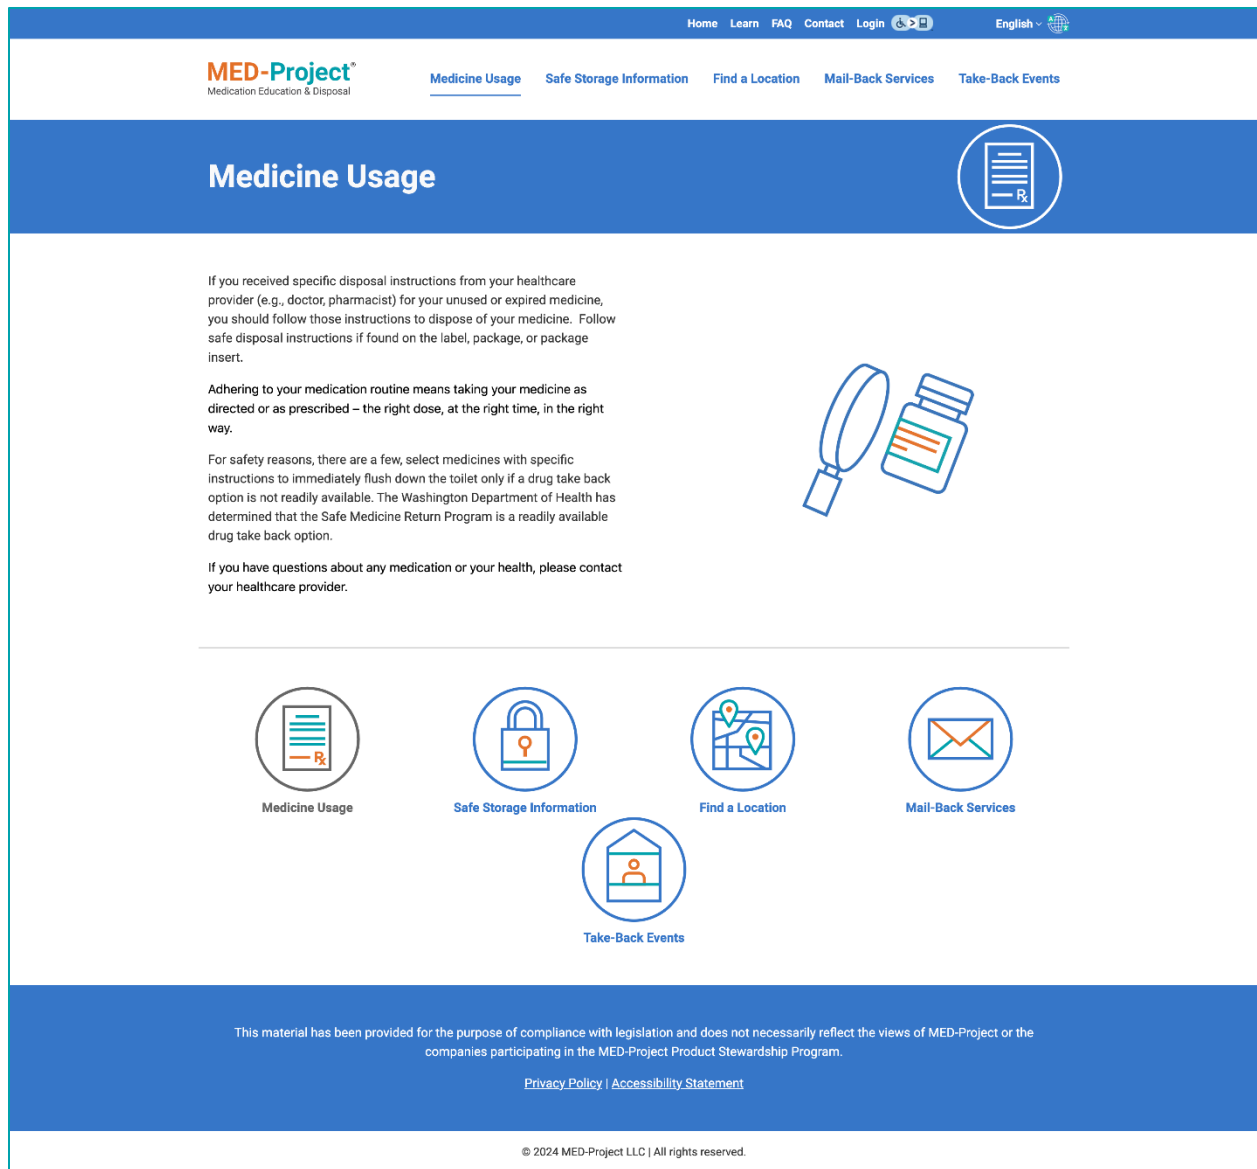 Home Learn FAQ Contact Login English
MED-Project®
Medication Education & Disposal
Medicine Usage Safe Storage Information Find a Location Mail-Back Services Take-Back Events
Medicine Usage
Rx
If you received specific disposal instructions from your healthcare
provider (e.g., doctor, pharmacist) for your unused or expired medicine,
you should follow those instructions to dispose of your medicine.  Follow
safe disposal instructions if found on the label, package, or package
insert.
Adhering to your medication routine means taking your medicine as
directed or as prescribed – the right dose, at the right time, in the right
way.
For safety reasons, there are a few, select medicines with specific
instructions to immediately flush down the toilet only if a drug take back
option is not readily available. The Washington Department of Health has
determined that the Safe Medicine Return Program is a readily available
drug take back option.
If you have questions about any medication or your health, please contact
your healthcare provider.
Rx
Medicine Usage
Safe Storage Information
Find a Location
Mail-Back Services
Take-Back Events
This material has been provided for the purpose of compliance with legislation and does not necessarily reflect the views of MED-Project or the
companies participating in the MED-Project Product Stewardship Program.
Privacy Policy | Accessibility Statement
© 2024 MED-Project LLC | All rights reserved.